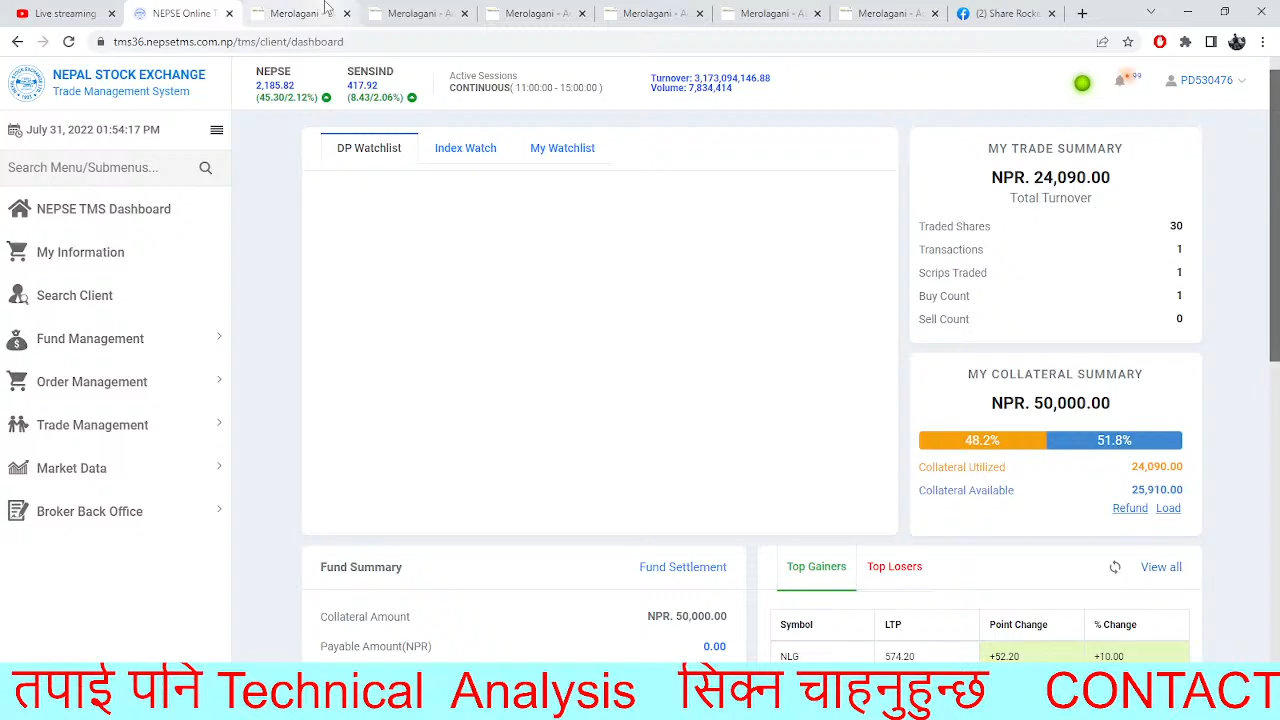 Live streaming
NEPSE Online T
Merolagani
Merolagani - A
Merolagani - A
Merolagani - A
Merolagani - A
Merolagani - A
(2) Share Rock
tms36.nepsetms.com.np/tms/client/dashboard
NEPAL STOCK EXCHANGE
Trade Management System
NEPSE
2,185.82
(45.30/2.12%)
SENSIND
417.92
(8.43/2.06%)
Active Sessions
CONTINUOUS( 11:00:00 - 15:00:00 )
Turnover: 3,173,094,146.88
Volume: 7,834,414
99
PD530476
July 31, 2022 01:54:17 PM
Search Menu/Submenus...
NEPSE TMS Dashboard
My Information
Search Client
Fund Management
Order Management
Trade Management
Market Data
Broker Back Office
DP Watchlist
Index Watch
My Watchlist
MY TRADE SUMMARY
NPR. 24,090.00
Total Turnover
Traded Shares 30
Transactions 1
Scrips Traded 1
Buy Count 1
Sell Count 0
MY COLLATERAL SUMMARY
NPR. 50,000.00
48.2% 51.8%
Collateral Utilized 24,090.00
Collateral Available 25,910.00
Refund Load
Fund Summary Fund Settlement
Collateral Amount NPR. 50,000.00
Payable Amount(NPR) 0.00
Top Gainers Top Losers View all
Symbol LTP Point Change % Change
NLG 574.20 +52.20 +10.00
तपाई पनि Technical Analysis सिक्न चाहनुहुन्छ CONTACT